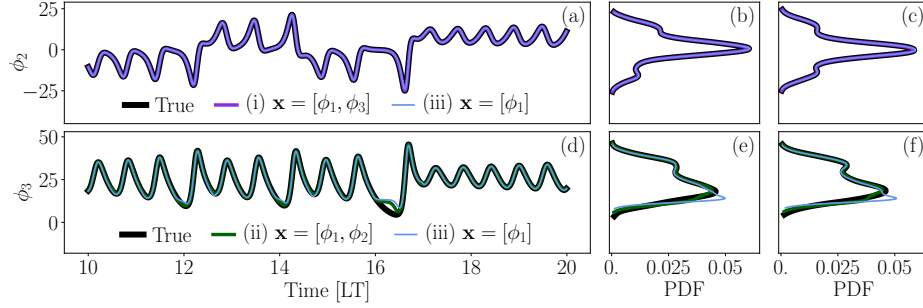 25
0
−25
ϕ₂
(a)
True (i) x = [ϕ₁, ϕ₃] (iii) x = [ϕ₁]
(b)
(c)
50
25
0
ϕ₃
(d)
True (ii) x = [ϕ₁, ϕ₂] (iii) x = [ϕ₁]
(e)
(f)
10 12 14 16 18 20
Time [LT]
0. 0.025 0.05
PDF
0. 0.025 0.05
PDF